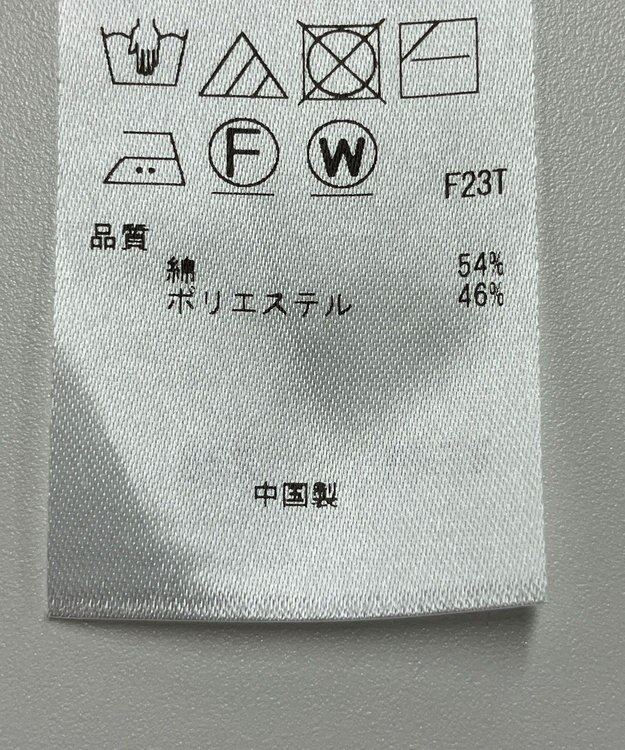 F W F23T
品質
綿 54%
ポリエステル 46%
中国製